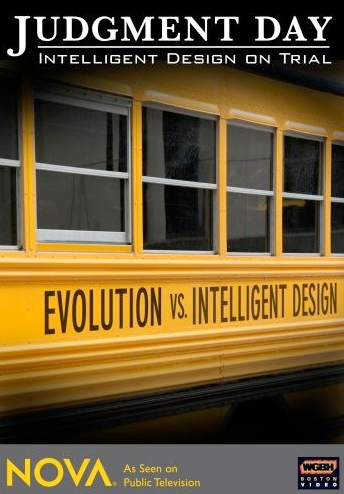 JUDGMENT DAY
INTELLIGENT DESIGN ON TRIAL
EVOLUTION VS. INTELLIGENT DESIGN
NOVA®
As Seen on
Public Television
WGBH
BOSTON
VIDEO